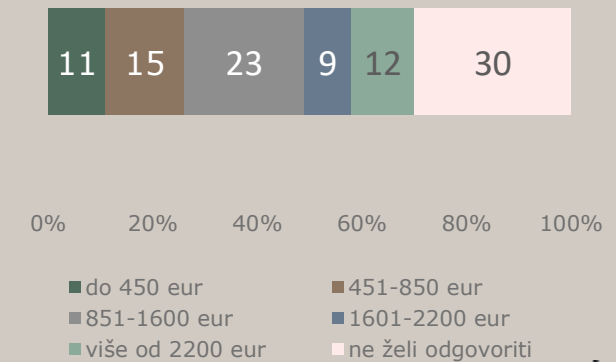 11 15 23 9 12 30
0% 20% 40% 60% 80% 100%
do 450 eur 451-850 eur
851-1600 eur 1601-2200 eur
više od 2200 eur ne želi odgovoriti